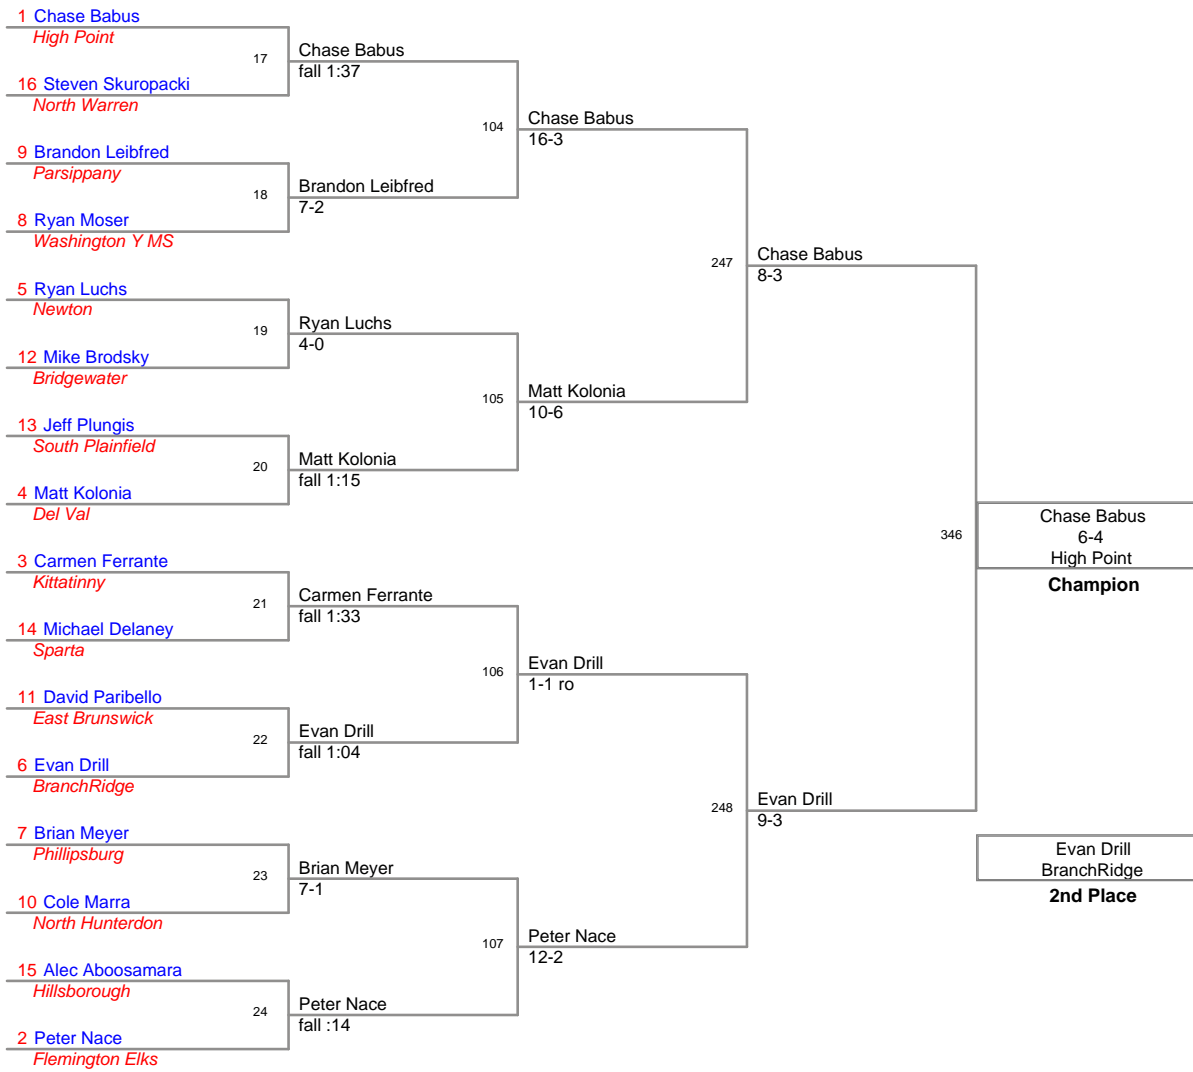 1 Chase Babus
High Point
17
16 Steven Skuropacki
North Warren
Chase Babus
fall 1:37
9 Brandon Leibfred
Parsippany
18
8 Ryan Moser
Washington Y MS
Brandon Leibfred
7-2
104
Chase Babus
16-3
5 Ryan Luchs
Newton
19
12 Mike Brodsky
Bridgewater
Ryan Luchs
4-0
13 Jeff Plungis
South Plainfield
20
4 Matt Kolonia
Del Val
Matt Kolonia
fall 1:15
105
Matt Kolonia
10-6
247
Chase Babus
8-3
3 Carmen Ferrante
Kittatinny
21
14 Michael Delaney
Sparta
Carmen Ferrante
fall 1:33
11 David Paribello
East Brunswick
22
6 Evan Drill
BranchRidge
Evan Drill
fall 1:04
106
Evan Drill
1-1 ro
7 Brian Meyer
Phillipsburg
23
10 Cole Marra
North Hunterdon
Brian Meyer
7-1
15 Alec Aboosamara
Hillsborough
24
2 Peter Nace
Flemington Elks
Peter Nace
fall :14
107
Peter Nace
12-2
248
Evan Drill
9-3
346
Chase Babus
6-4
High Point
Champion
Evan Drill
BranchRidge
2nd Place